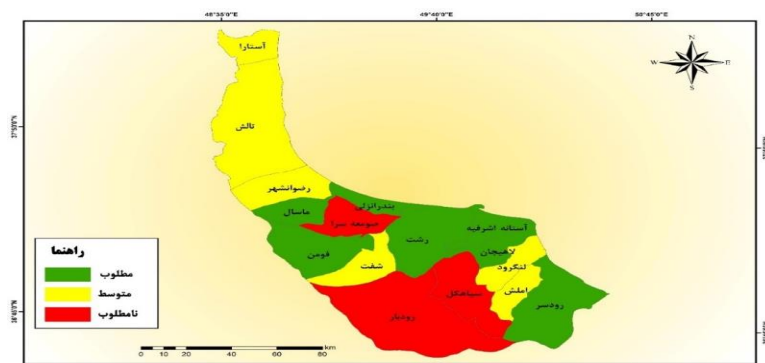 48°35'0"E
49°40'0"E
50°45'0"E
N
W
E
S
آستارا
تالش
رضوانشهر
بندرانزلی
ماسال
صومعه سرا
آستانه اشرفیه
رشت
لاهیجان
فومن
شفت
لنگرود
سیاهکل
املش
رودسر
رودبار
راهنما
مطلوب
متوسط
نامطلوب
0 10 20 40 60 80
km